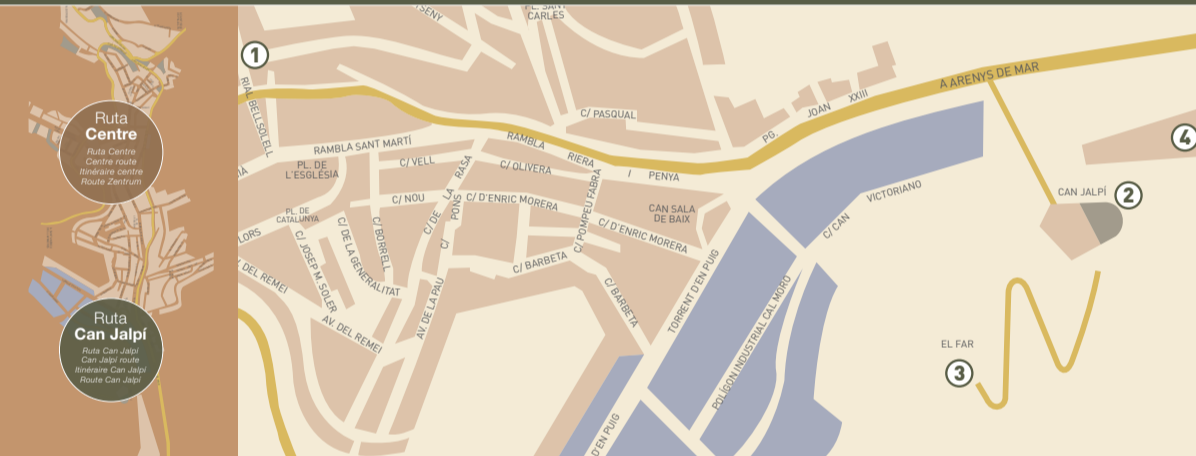 Ruta
Centre
Ruta Centre
Centre route
Itinéraire centre
Route Zentrum
Ruta
Can Jalpí
Ruta Can Jalpí
Can Jalpí route
Itinéraire Can Jalpí
Route Can Jalpí
TSENY
PL. SANT
CARLES
1
RIAL BELLSOLELL
C/ PASQUAL
PG. JOAN XXIII
A ARENYS DE MAR
4
RAMBLA SANT MARTÍ
RAMBLA RIERA I PENYA
PL. DE
L'ESGLÉSIA
C/ VELL
C/ OLIVERA
C/ DE LA RASA
C/ NOU
C/ PONS
C/ D'ENRIC MORERA
C/ POMPEU FABRA
CAN SALA
DE BAIX
C/ CAN VICTORIANO
CAN JALPÍ
2
PL. DE
CATALUNYA
C/ JOSEP M. SOLER
C/ DE LA GENERALITAT
C/ BORRELL
C/ D'ENRIC MORERA
LORS
. DEL REMEI
C/ BARBETA
C/ BARBETA
TORRENT D'EN PUIG
AV. DEL REMEI
AV. DE LA PAU
POLÍGON INDUSTRIAL CAL MORO
EL FAR
3
D'EN PUIG